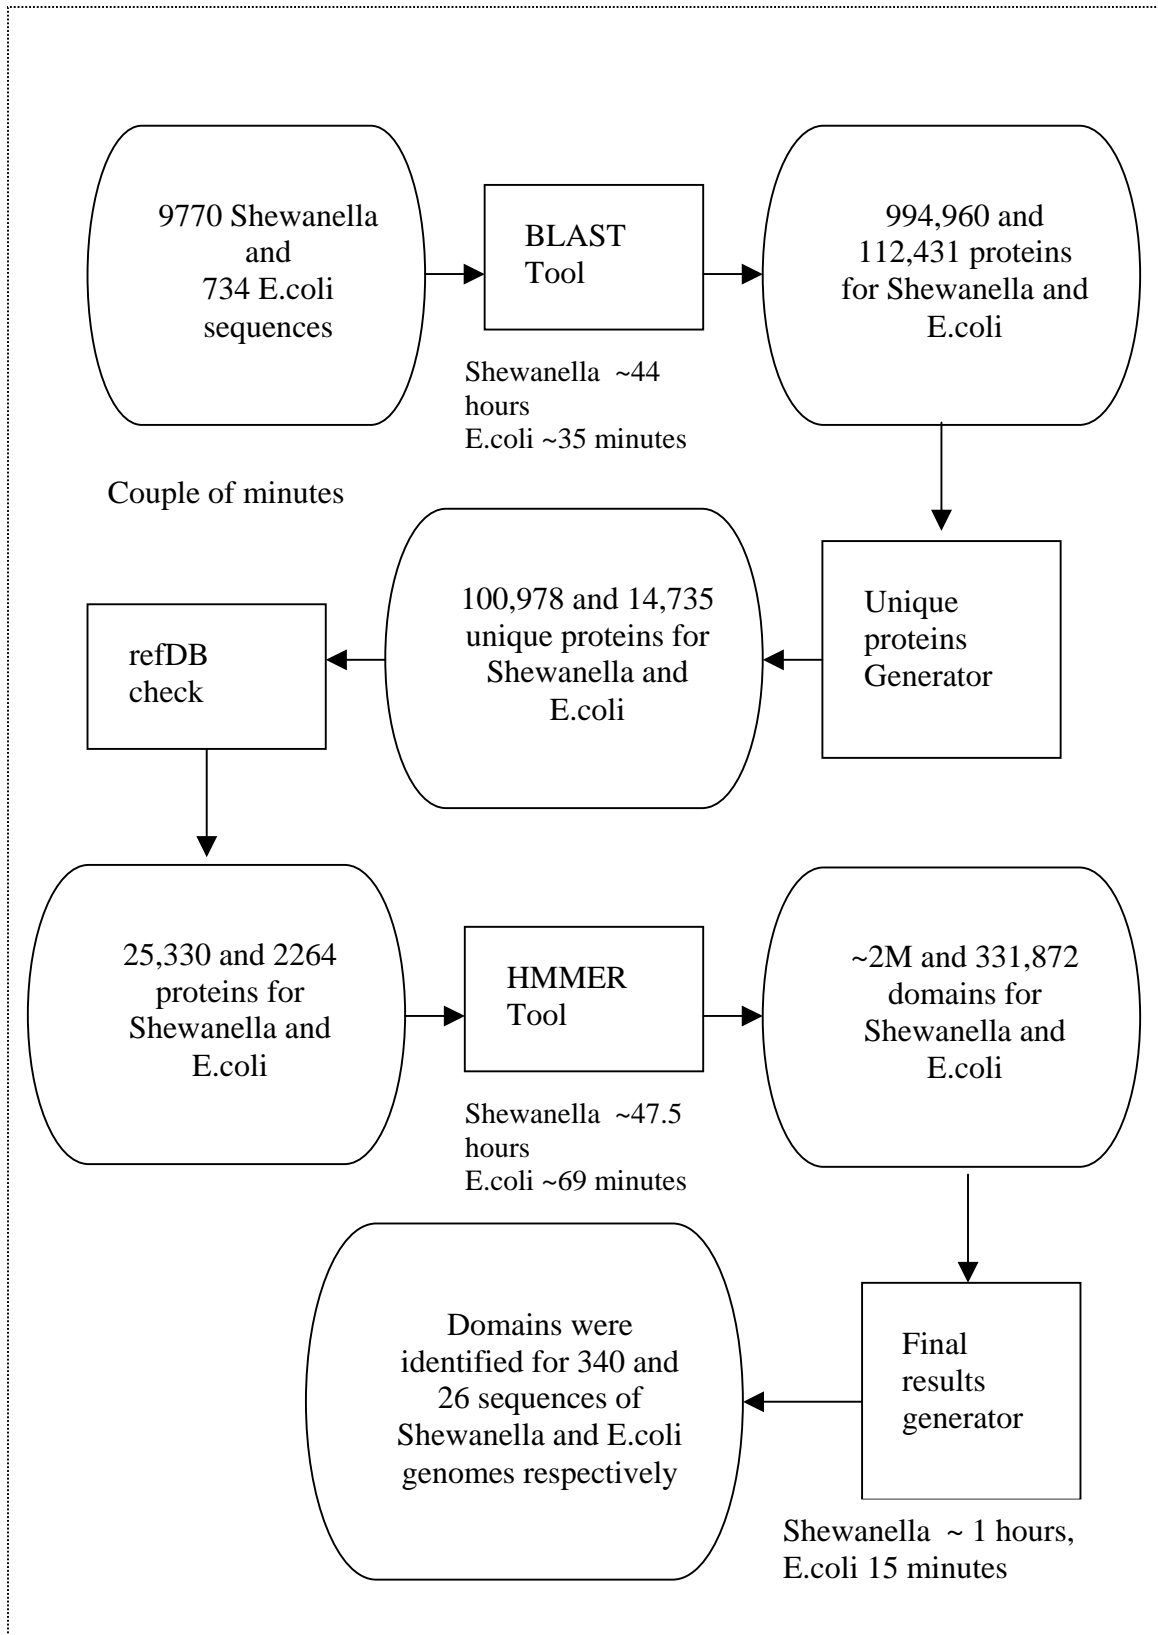 9770 Shewanella
and
734 E.coli
sequences
BLAST
Tool
994,960 and
112,431 proteins
for Shewanella and
E.coli
Shewanella ~44
hours
E.coli ~35 minutes
Couple of minutes
Unique
proteins
Generator
100,978 and 14,735
unique proteins for
Shewanella and
E.coli
refDB
check
25,330 and 2264
proteins for
Shewanella and
E.coli
HMMER
Tool
~2M and 331,872
domains for
Shewanella and
E.coli
Shewanella ~47.5
hours
E.coli ~69 minutes
Final
results
generator
Shewanella ~ 1 hours,
E.coli 15 minutes
Domains were
identified for 340 and
26 sequences of
Shewanella and E.coli
genomes respectively